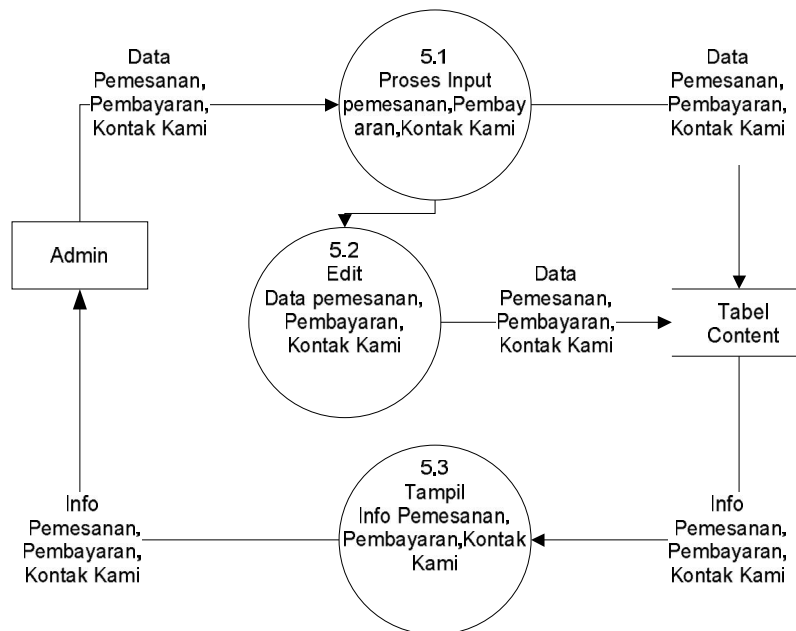 Data
Pemesanan,
Pembayaran,
Kontak Kami
5.1
Proses Input
pemesanan,Pembay
aran,Kontak Kami
Data
Pemesanan,
Pembayaran,
Kontak Kami
Admin
5.2
Edit
Data pemesanan,
Pembayaran,
Kontak Kami
Data
Pemesanan,
Pembayaran,
Kontak Kami
Tabel
Content
Info
Pemesanan,
Pembayaran,
Kontak Kami
5.3
Tampil
Info Pemesanan,
Pembayaran,Kontak
Kami
Info
Pemesanan,
Pembayaran,
Kontak Kami